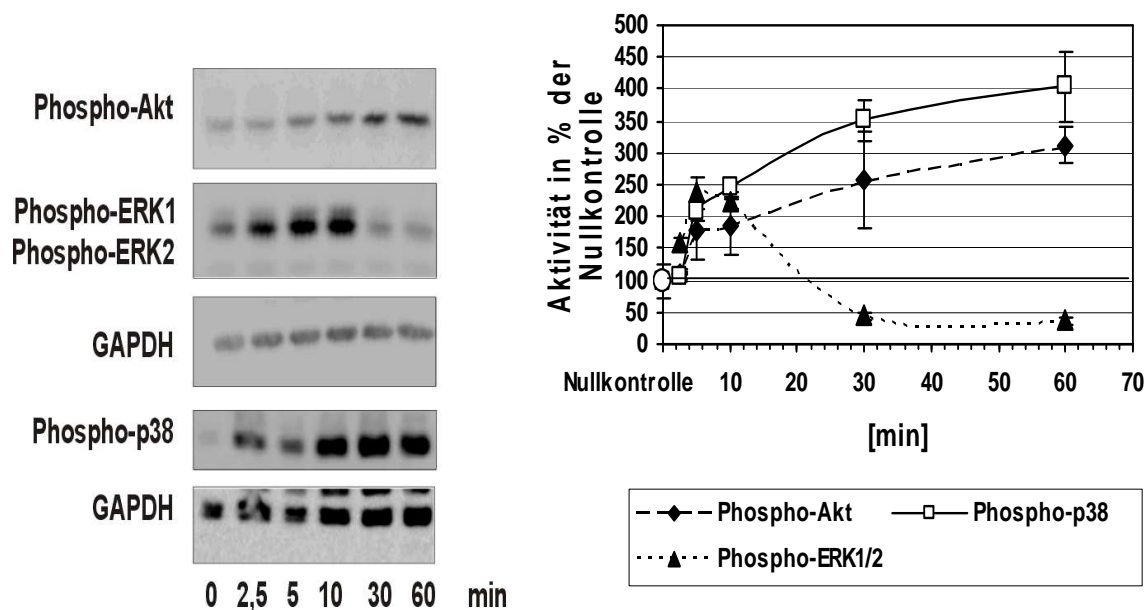 Phospho-Akt
Phospho-ERK1
Phospho-ERK2
GAPDH
Phospho-p38
GAPDH
0 2,5 5 10 30 60 min
Aktivität in % der
Nullkontrolle
500
450
400
350
300
250
200
150
100
50
0
Nullkontrolle 10 20 30 40 50 60 70
[min]
Phospho-Akt Phospho-p38
Phospho-ERK1/2